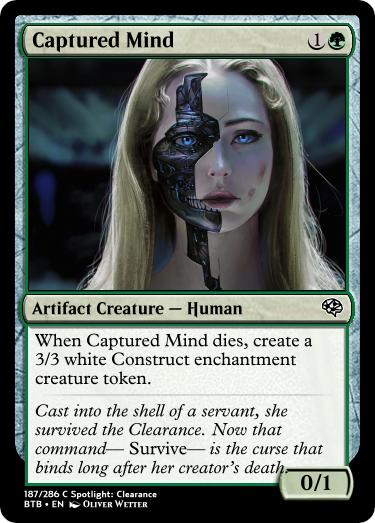 Captured Mind 1
Artifact Creature — Human
When Captured Mind dies, create a
3/3 white Construct enchantment
creature token.
Cast into the shell of a servant, she
survived the Clearance. Now that
command— Survive— is the curse that
binds long after her creator's death.
0/1
187/286 C Spotlight: Clearance
BTB • EN Oliver Wetter